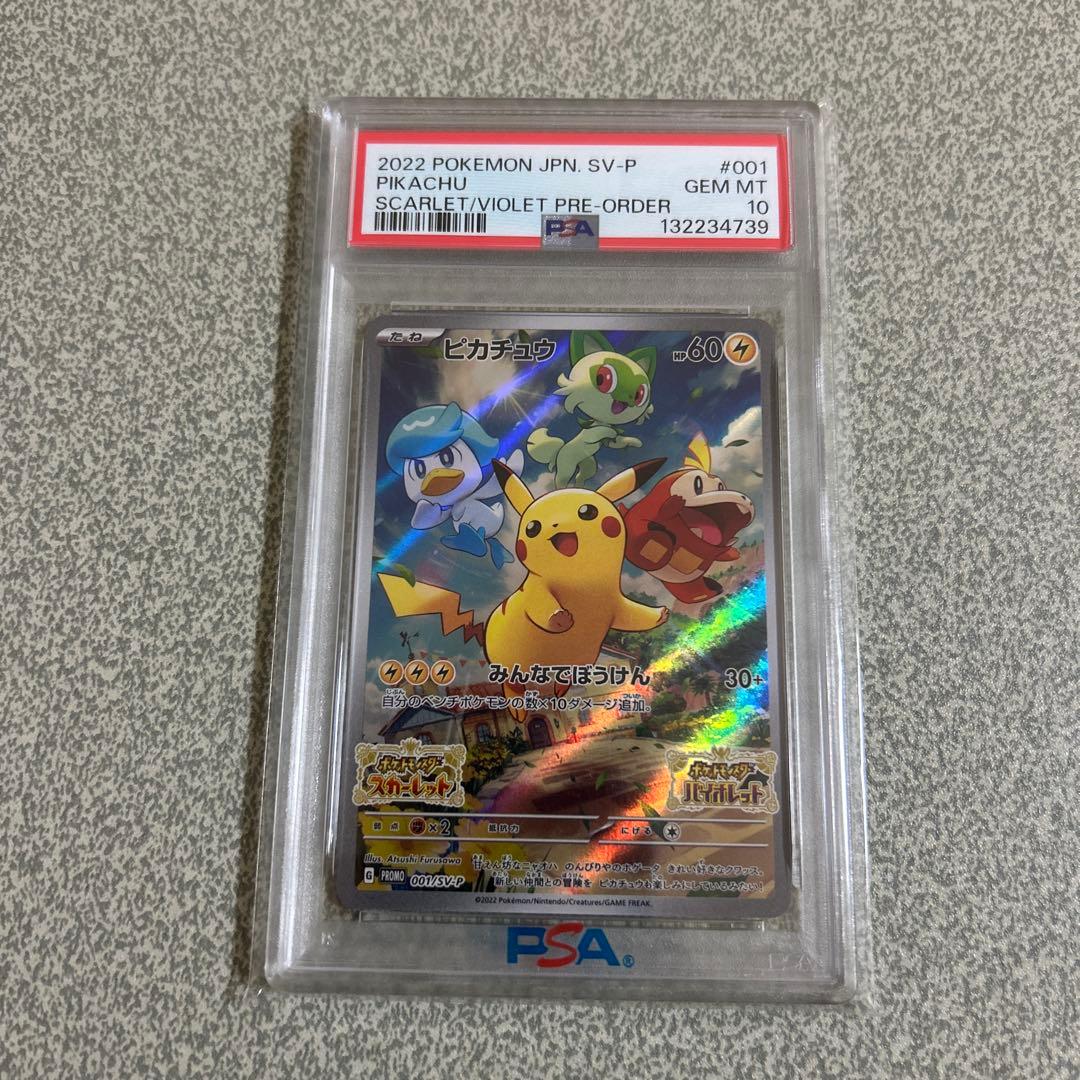 2022 POKEMON JPN. SV-P #001
PIKACHU GEM MT
SCARLET/VIOLET PRE-ORDER 10
PSA 132234739
たね ピカチュウ HP60
みんなでぼうけん 30+
自分のベンチポケモンの数×10ダメージ追加。
ポケットモンスター スカーレット
ポケットモンスター バイオレット
弱点 ×2 抵抗力 にげる
Illus. Atsushi Furusawa
甘えん坊なニャオハ のんびりやのホゲータ きれい好きなクワッス。
新しい仲間との冒険を ピカチュウも楽しみにしているみたい!
G PROMO 001/SV-P
©2022 Pokémon/Nintendo/Creatures/GAME FREAK.
PSA®